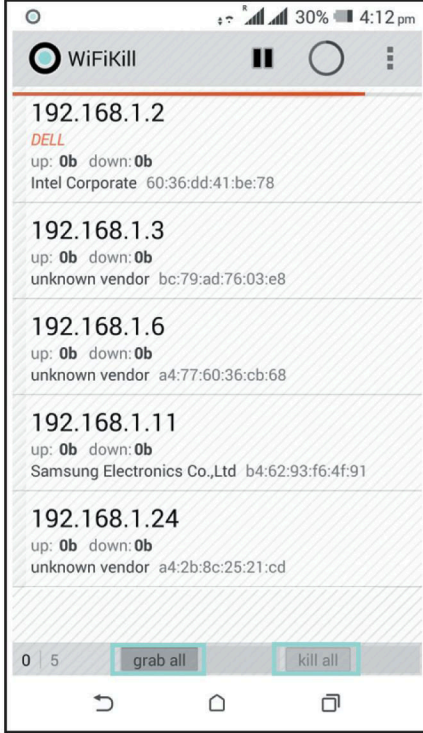 R 30% 4:12 pm
WiFiKill
192.168.1.2
DELL
up: 0b down: 0b
Intel Corporate 60:36:dd:41:be:78
192.168.1.3
up: 0b down: 0b
unknown vendor bc:79:ad:76:03:e8
192.168.1.6
up: 0b down: 0b
unknown vendor a4:77:60:36:cb:68
192.168.1.11
up: 0b down: 0b
Samsung Electronics Co.,Ltd b4:62:93:f6:4f:91
192.168.1.24
up: 0b down: 0b
unknown vendor a4:2b:8c:25:21:cd
0 | 5 grab all kill all